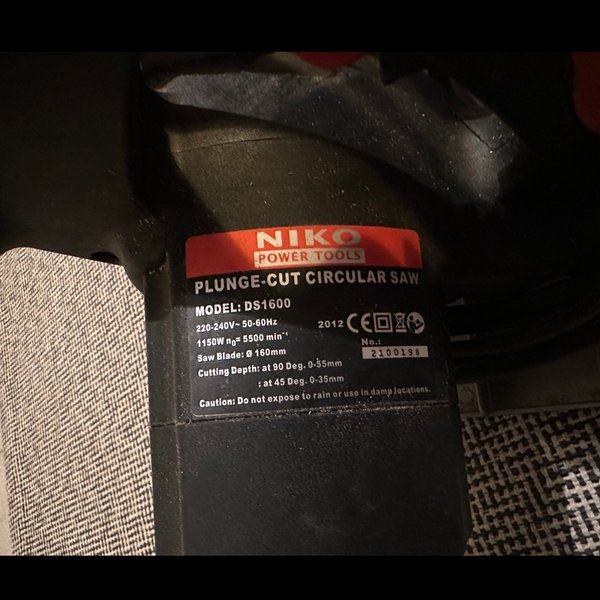 NIKO
POWER TOOLS
PLUNGE-CUT CIRCULAR SAW
MODEL: DS1600
220-240V~ 50-60Hz
2012 CE
1150W n₀= 5500 min⁻¹
No.:
Saw Blade: Ø 160mm
2100198
Cutting Depth: at 90 Deg. 0-55mm
: at 45 Deg. 0-35mm
Caution: Do not expose to rain or use in damp locations.